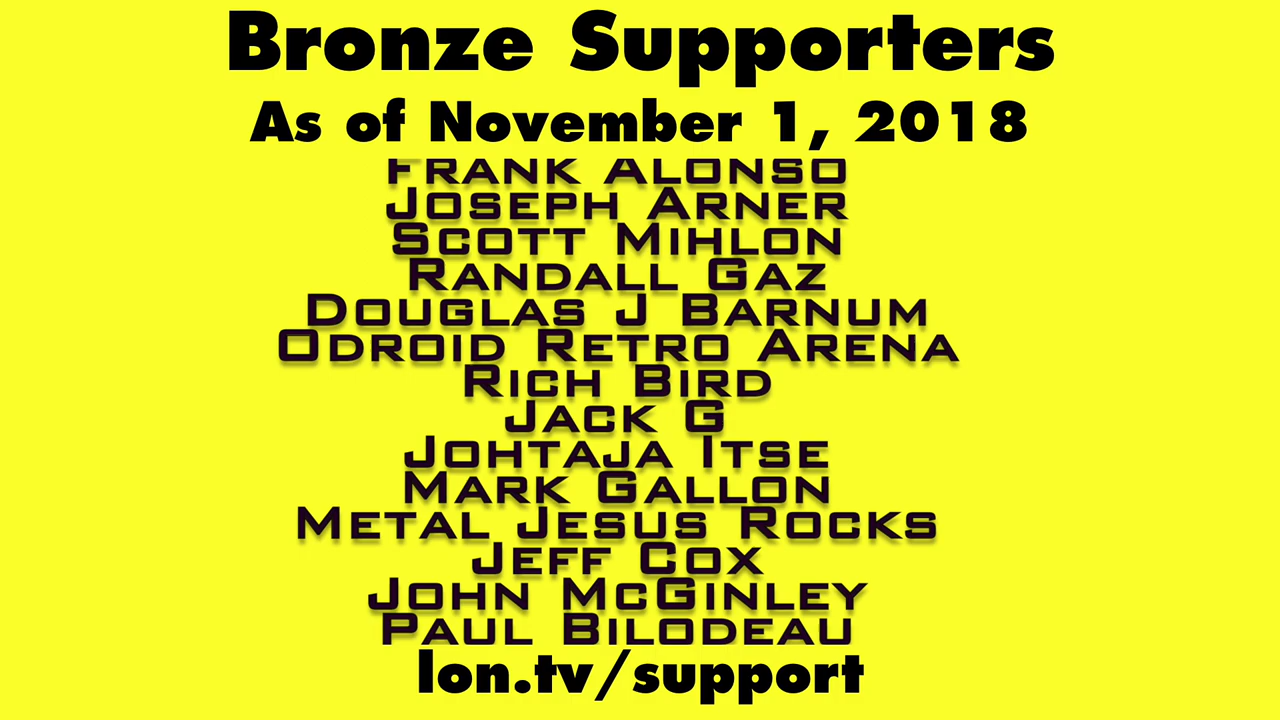 Bronze Supporters
As of November 1, 2018
Frank Alonso
Joseph Arner
Scott Mihlon
Randall Gaz
Douglas J Barnum
Odroid Retro Arena
Rich Bird
Jack G
Johtaja Itse
Mark Gallon
Metal Jesus Rocks
Jeff Cox
John McGinley
Paul Bilodeau
lon.tv/support